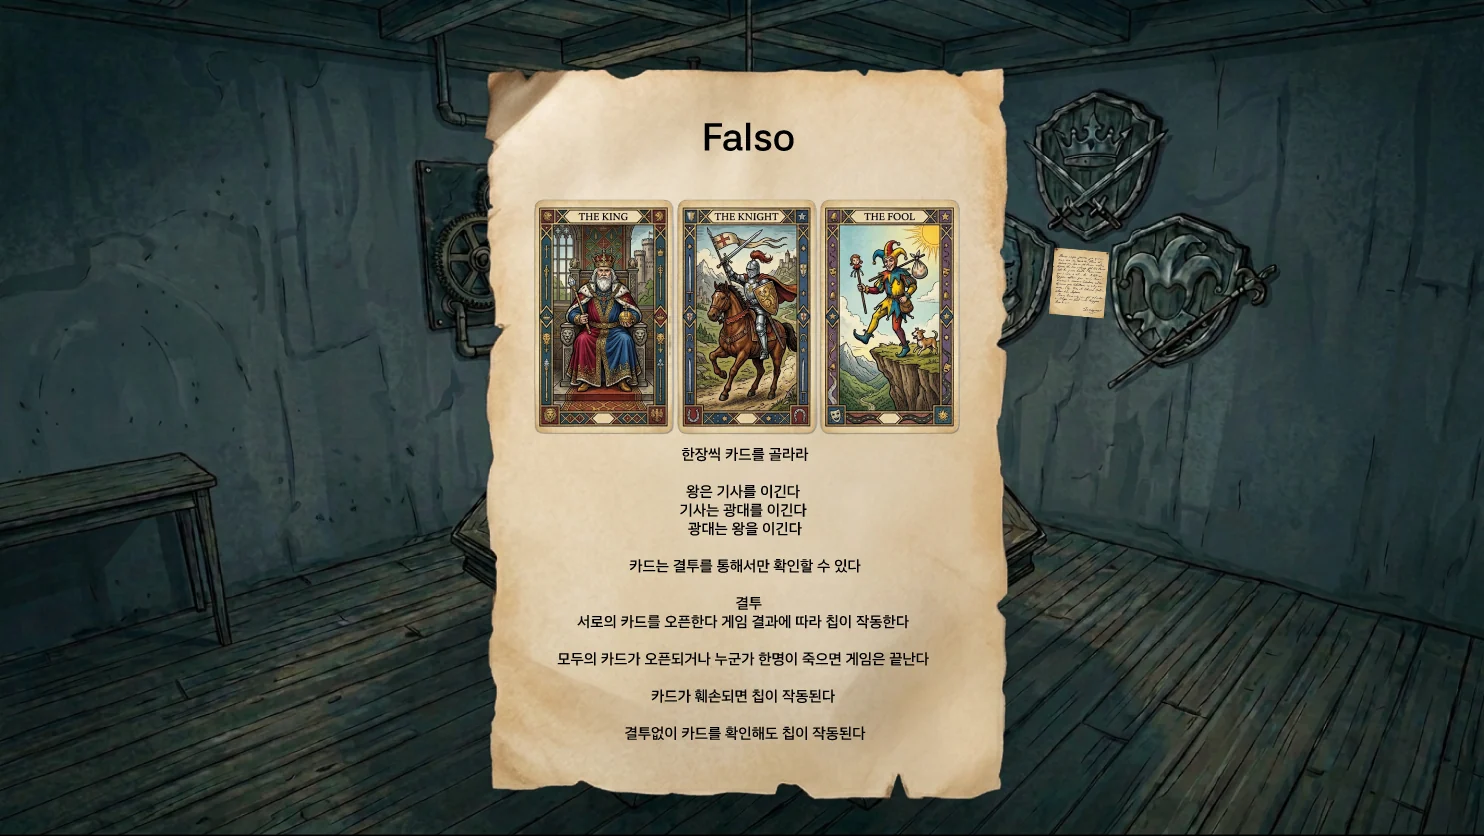 Falso
THE KING
THE KNIGHT
THE FOOL
한장씩 카드를 골라라
왕은 기사를 이긴다
기사는 광대를 이긴다
광대는 왕을 이긴다
카드는 결투를 통해서만 확인할 수 있다
결투
서로의 카드를 오픈한다 게임 결과에 따라 칩이 작동한다
모두의 카드가 오픈되거나 누군가 한명이 죽으면 게임은 끝난다
카드가 훼손되면 칩이 작동된다
결투없이 카드를 확인해도 칩이 작동된다